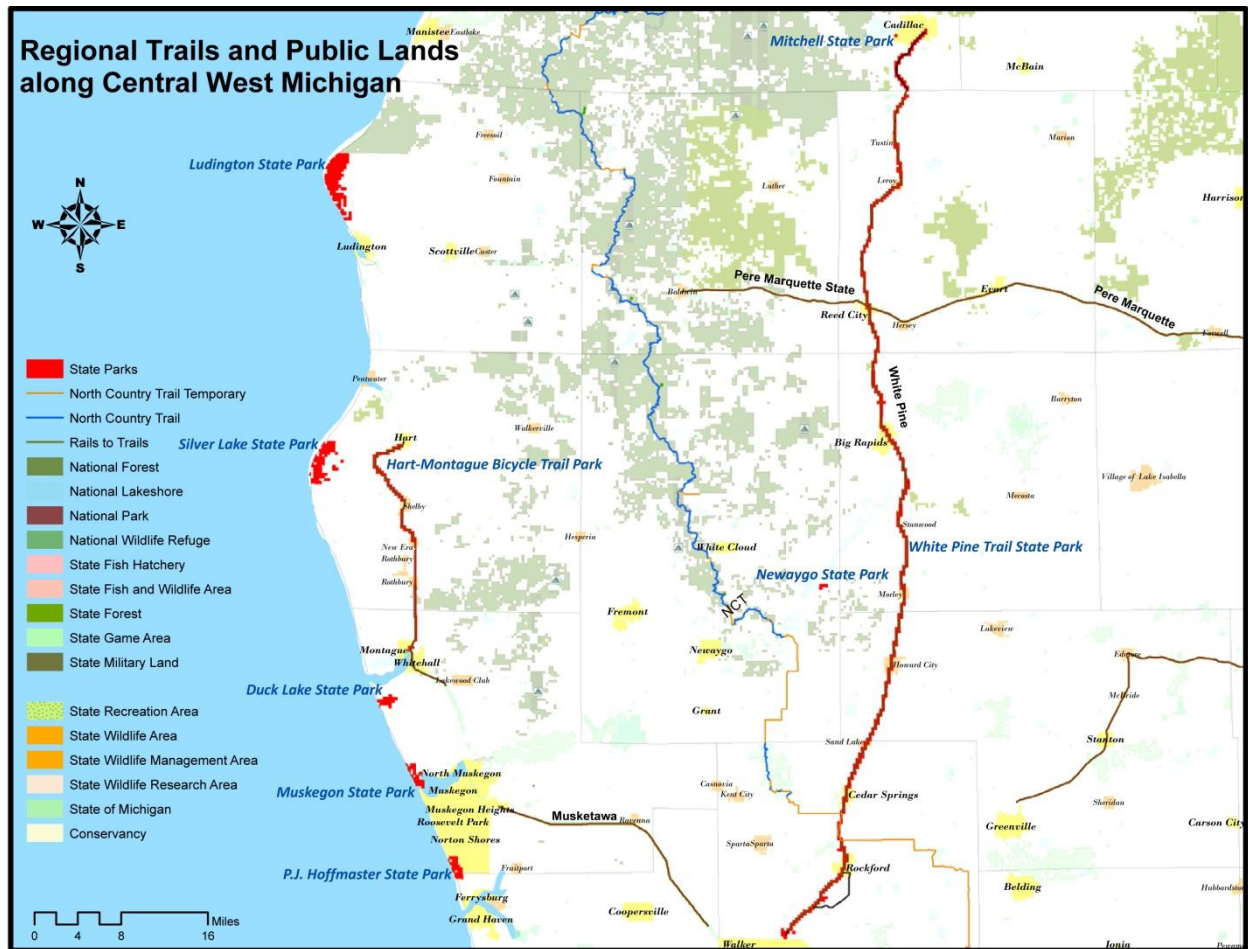 Regional Trails and Public Lands
along Central West Michigan
Manistee
Eastlake
Cadillac
Mitchell State Park
McBain
Ludington State Park
Freesoil
Tustin
Marion
Fountain
Luther
Leroy
Harrison
N
W
E
S
Ludington
Scottville
Custer
Baldwin
Pere Marquette State
Reed City
Hersey
Evart
Pere Marquette
Farwell
State Parks
North Country Trail Temporary
North Country Trail
Rails to Trails
National Forest
National Lakeshore
National Park
National Wildlife Refuge
State Fish Hatchery
State Fish and Wildlife Area
State Forest
State Game Area
State Military Land
State Recreation Area
State Wildlife Area
State Wildlife Management Area
State Wildlife Research Area
State of Michigan
Conservancy
Pentwater
White Pine
Barryton
Silver Lake State Park
Hart
Walkerville
Big Rapids
Hart-Montague Bicycle Trail Park
Village of Lake Isabella
Shelby
Mecosta
Stanwood
New Era
Hesperia
White Cloud
White Pine Trail State Park
Rothbury
Rothbury
Newaygo State Park
Morley
NCT
Fremont
Lakeview
Montague
Whitehall
Newaygo
Howard City
Edmore
Lakewood Club
Duck Lake State Park
McBride
Grant
Stanton
Sand Lake
North Muskegon
Muskegon State Park
Muskegon
Casnovia
Kent City
Cedar Springs
Muskegon Heights
Roosevelt Park
Musketawa
Ravenna
Sheridan
Greenville
Carson City
Norton Shores
Sparta
Sparta
P.J. Hoffmaster State Park
Fruitport
Rockford
Belding
Hubbardston
Ferrysburg
Grand Haven
Coopersville
Walker
Ionia
Pewamo
0 4 8 16
Miles